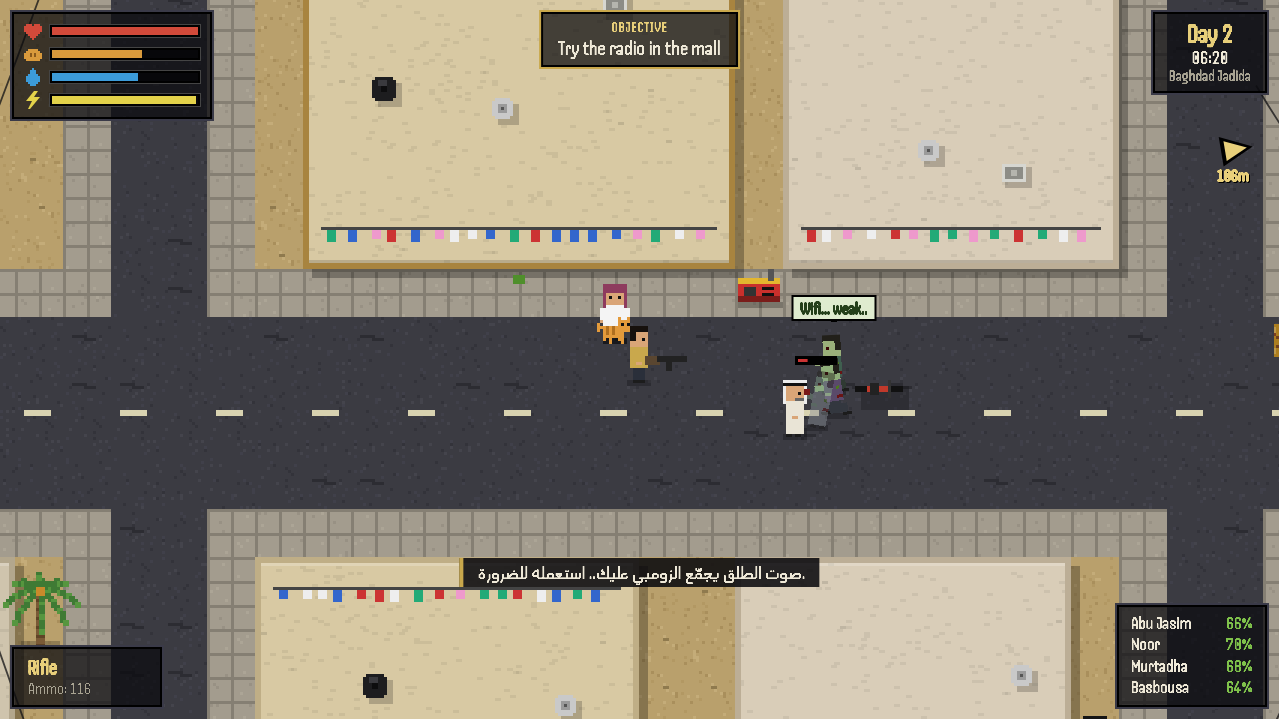 OBJECTIVE
Try the radio in the mall
Day 2
06:20
Baghdad Jadida
106m
Wifi... weak..
صوت الطلق يجمّع الزومبي عليك.. استعمله للضرورة.
Rifle
Ammo: 116
Abu Jasim 66%
Noor 70%
Murtadha 60%
Basbousa 64%